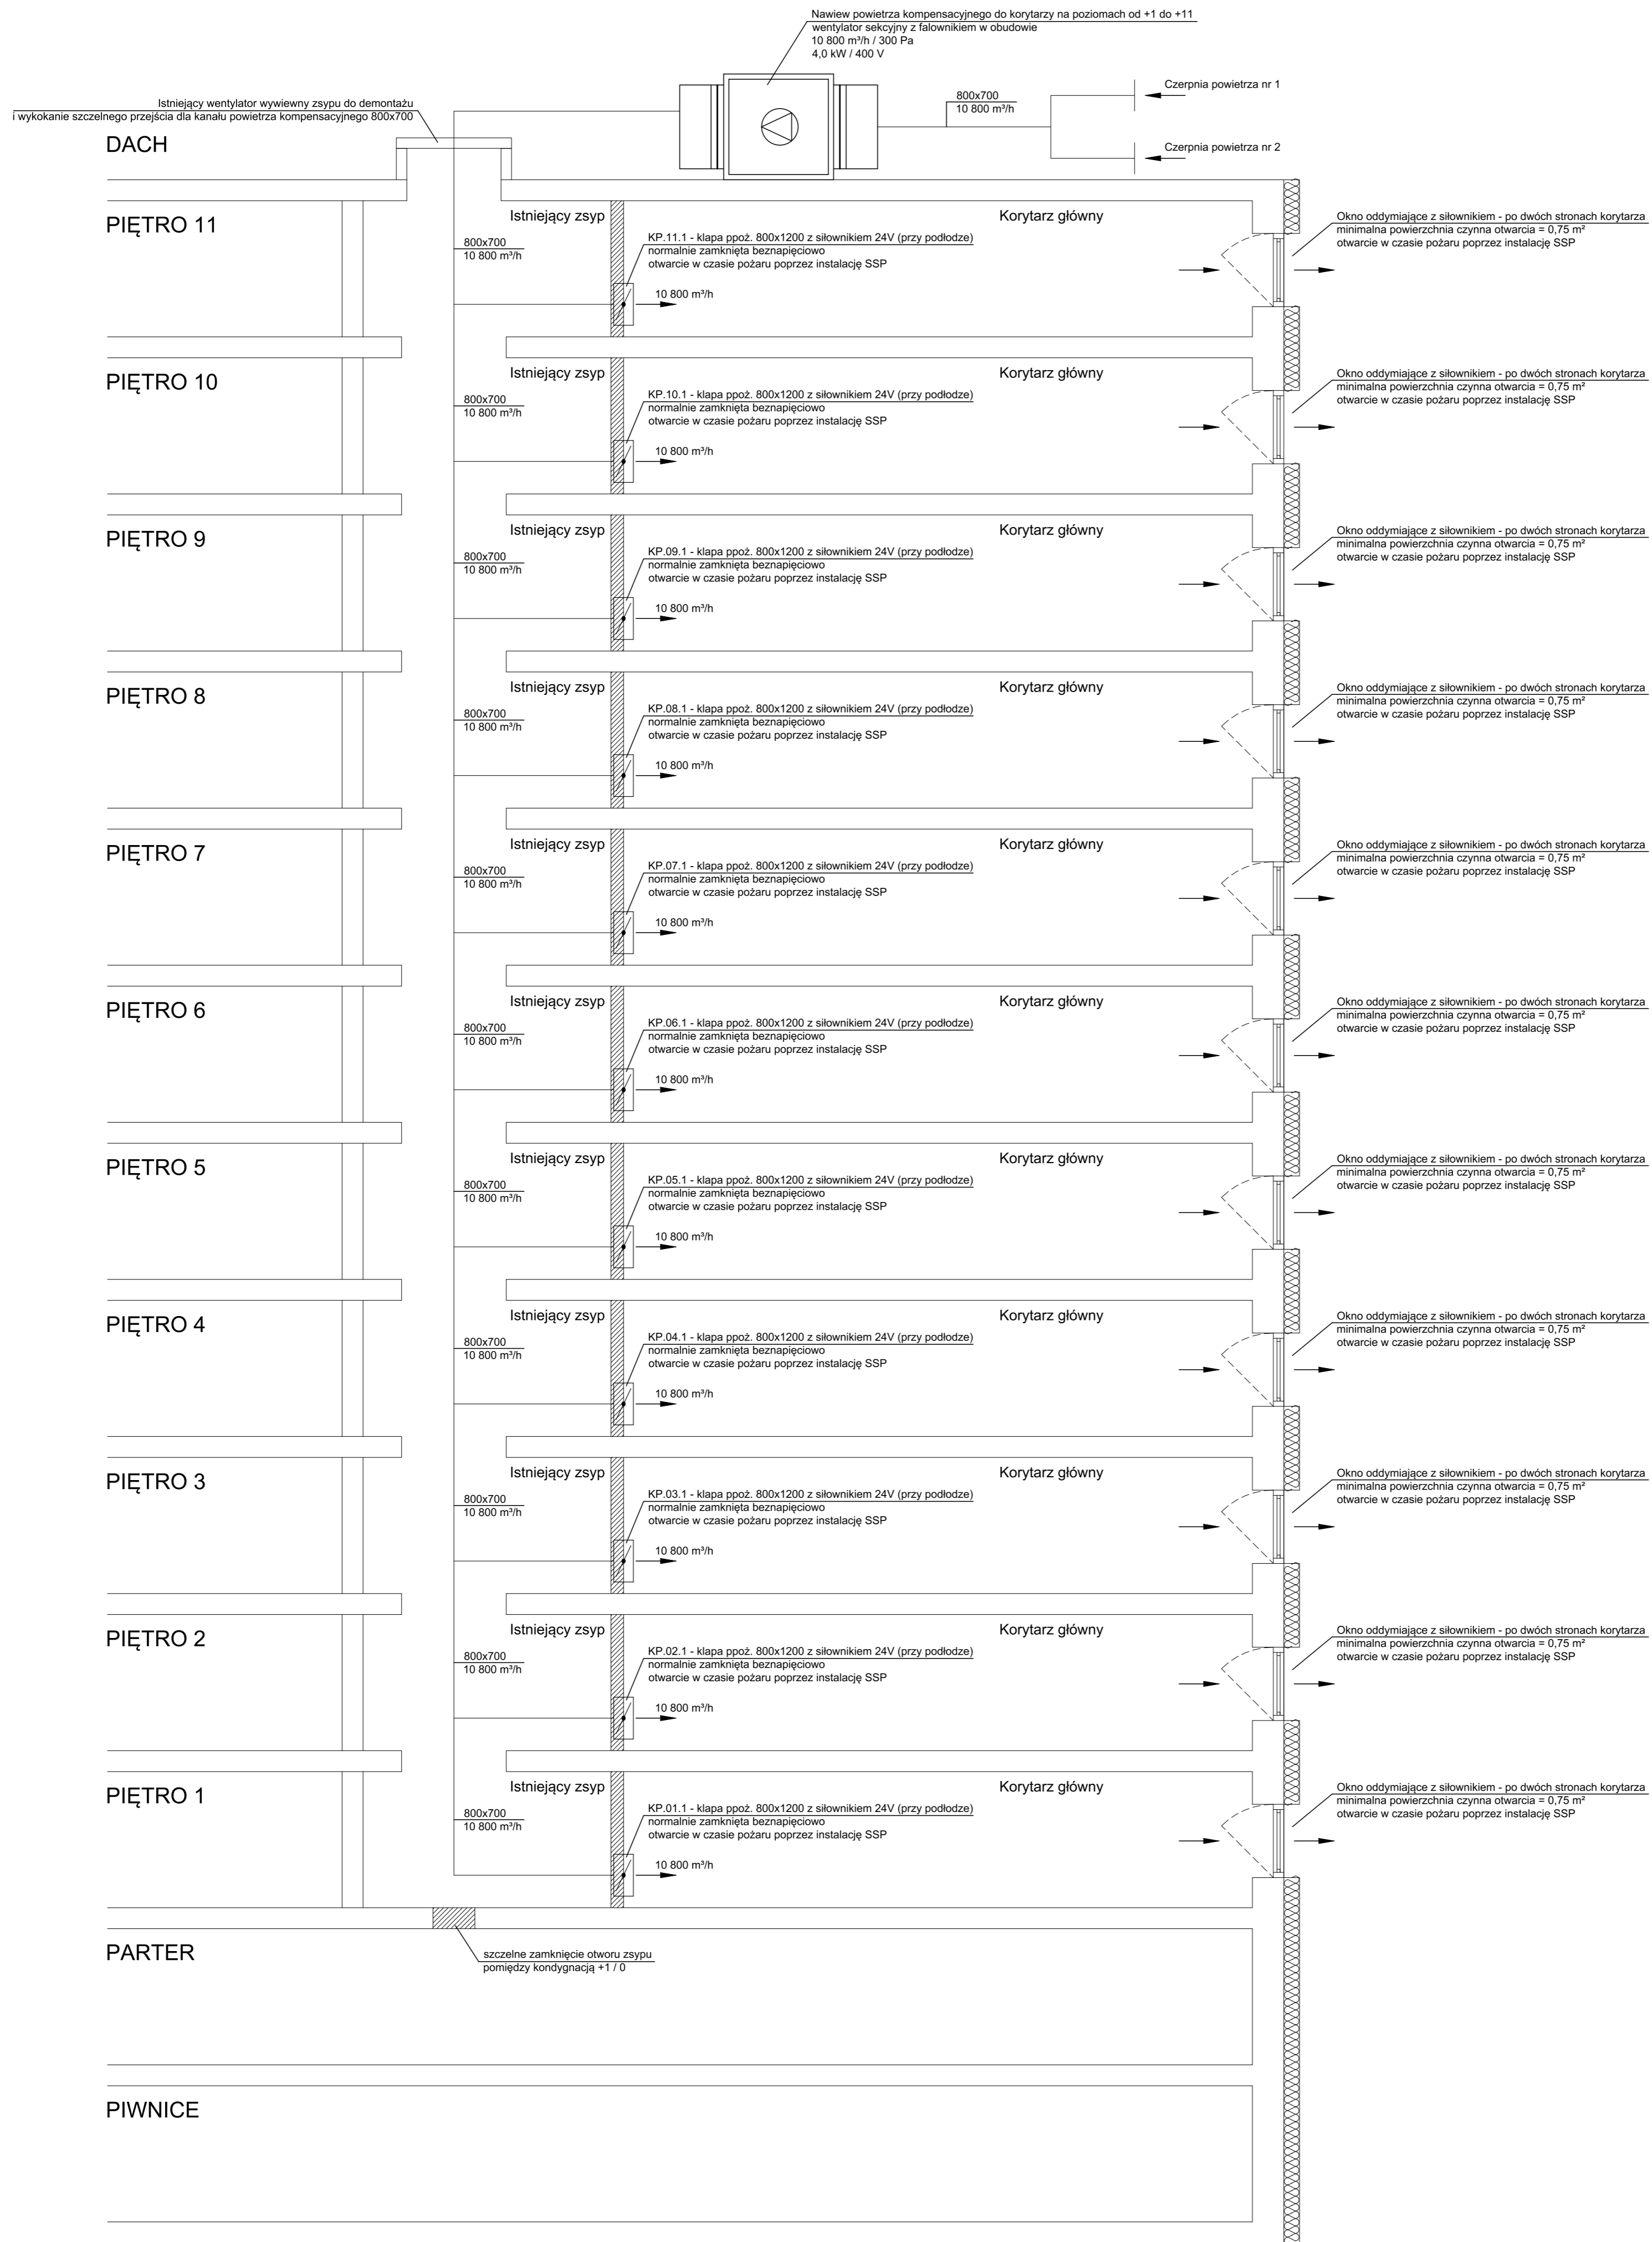 Nawiew powietrza kompensacyjnego do korytarzy na poziomach od +1 do +11
wentylator sekcyjny z falownikiem w obudowie
10 800 m³/h / 300 Pa
4,0 kW / 400 V
Istniejący wentylator wywiewny zsypu do demontażu
i wykokanie szczelnego przejścia dla kanału powietrza kompensacyjnego 800x700
800x700
10 800 m³/h
Czerpnia powietrza nr 1
Czerpnia powietrza nr 2
DACH
PIĘTRO 11
Istniejący zsyp
Korytarz główny
800x700
10 800 m³/h
KP.11.1 - klapa ppoż. 800x1200 z siłownikiem 24V (przy podłodze)
normalnie zamknięta beznapięciowo
otwarcie w czasie pożaru poprzez instalację SSP
10 800 m³/h
Okno oddymiające z siłownikiem - po dwóch stronach korytarza
minimalna powierzchnia czynna otwarcia = 0,75 m²
otwarcie w czasie pożaru poprzez instalację SSP
PIĘTRO 10
Istniejący zsyp
Korytarz główny
800x700
10 800 m³/h
KP.10.1 - klapa ppoż. 800x1200 z siłownikiem 24V (przy podłodze)
normalnie zamknięta beznapięciowo
otwarcie w czasie pożaru poprzez instalację SSP
10 800 m³/h
Okno oddymiające z siłownikiem - po dwóch stronach korytarza
minimalna powierzchnia czynna otwarcia = 0,75 m²
otwarcie w czasie pożaru poprzez instalację SSP
PIĘTRO 9
Istniejący zsyp
Korytarz główny
800x700
10 800 m³/h
KP.09.1 - klapa ppoż. 800x1200 z siłownikiem 24V (przy podłodze)
normalnie zamknięta beznapięciowo
otwarcie w czasie pożaru poprzez instalację SSP
10 800 m³/h
Okno oddymiające z siłownikiem - po dwóch stronach korytarza
minimalna powierzchnia czynna otwarcia = 0,75 m²
otwarcie w czasie pożaru poprzez instalację SSP
PIĘTRO 8
Istniejący zsyp
Korytarz główny
800x700
10 800 m³/h
KP.08.1 - klapa ppoż. 800x1200 z siłownikiem 24V (przy podłodze)
normalnie zamknięta beznapięciowo
otwarcie w czasie pożaru poprzez instalację SSP
10 800 m³/h
Okno oddymiające z siłownikiem - po dwóch stronach korytarza
minimalna powierzchnia czynna otwarcia = 0,75 m²
otwarcie w czasie pożaru poprzez instalację SSP
PIĘTRO 7
Istniejący zsyp
Korytarz główny
800x700
10 800 m³/h
KP.07.1 - klapa ppoż. 800x1200 z siłownikiem 24V (przy podłodze)
normalnie zamknięta beznapięciowo
otwarcie w czasie pożaru poprzez instalację SSP
10 800 m³/h
Okno oddymiające z siłownikiem - po dwóch stronach korytarza
minimalna powierzchnia czynna otwarcia = 0,75 m²
otwarcie w czasie pożaru poprzez instalację SSP
PIĘTRO 6
Istniejący zsyp
Korytarz główny
800x700
10 800 m³/h
KP.06.1 - klapa ppoż. 800x1200 z siłownikiem 24V (przy podłodze)
normalnie zamknięta beznapięciowo
otwarcie w czasie pożaru poprzez instalację SSP
10 800 m³/h
Okno oddymiające z siłownikiem - po dwóch stronach korytarza
minimalna powierzchnia czynna otwarcia = 0,75 m²
otwarcie w czasie pożaru poprzez instalację SSP
PIĘTRO 5
Istniejący zsyp
Korytarz główny
800x700
10 800 m³/h
KP.05.1 - klapa ppoż. 800x1200 z siłownikiem 24V (przy podłodze)
normalnie zamknięta beznapięciowo
otwarcie w czasie pożaru poprzez instalację SSP
10 800 m³/h
Okno oddymiające z siłownikiem - po dwóch stronach korytarza
minimalna powierzchnia czynna otwarcia = 0,75 m²
otwarcie w czasie pożaru poprzez instalację SSP
PIĘTRO 4
Istniejący zsyp
Korytarz główny
800x700
10 800 m³/h
KP.04.1 - klapa ppoż. 800x1200 z siłownikiem 24V (przy podłodze)
normalnie zamknięta beznapięciowo
otwarcie w czasie pożaru poprzez instalację SSP
10 800 m³/h
Okno oddymiające z siłownikiem - po dwóch stronach korytarza
minimalna powierzchnia czynna otwarcia = 0,75 m²
otwarcie w czasie pożaru poprzez instalację SSP
PIĘTRO 3
Istniejący zsyp
Korytarz główny
800x700
10 800 m³/h
KP.03.1 - klapa ppoż. 800x1200 z siłownikiem 24V (przy podłodze)
normalnie zamknięta beznapięciowo
otwarcie w czasie pożaru poprzez instalację SSP
10 800 m³/h
Okno oddymiające z siłownikiem - po dwóch stronach korytarza
minimalna powierzchnia czynna otwarcia = 0,75 m²
otwarcie w czasie pożaru poprzez instalację SSP
PIĘTRO 2
Istniejący zsyp
Korytarz główny
800x700
10 800 m³/h
KP.02.1 - klapa ppoż. 800x1200 z siłownikiem 24V (przy podłodze)
normalnie zamknięta beznapięciowo
otwarcie w czasie pożaru poprzez instalację SSP
10 800 m³/h
Okno oddymiające z siłownikiem - po dwóch stronach korytarza
minimalna powierzchnia czynna otwarcia = 0,75 m²
otwarcie w czasie pożaru poprzez instalację SSP
PIĘTRO 1
Istniejący zsyp
Korytarz główny
800x700
10 800 m³/h
KP.01.1 - klapa ppoż. 800x1200 z siłownikiem 24V (przy podłodze)
normalnie zamknięta beznapięciowo
otwarcie w czasie pożaru poprzez instalację SSP
10 800 m³/h
Okno oddymiające z siłownikiem - po dwóch stronach korytarza
minimalna powierzchnia czynna otwarcia = 0,75 m²
otwarcie w czasie pożaru poprzez instalację SSP
PARTER
szczelne zamknięcie otworu zsypu
pomiędzy kondygnacją +1 / 0
PIWNICE